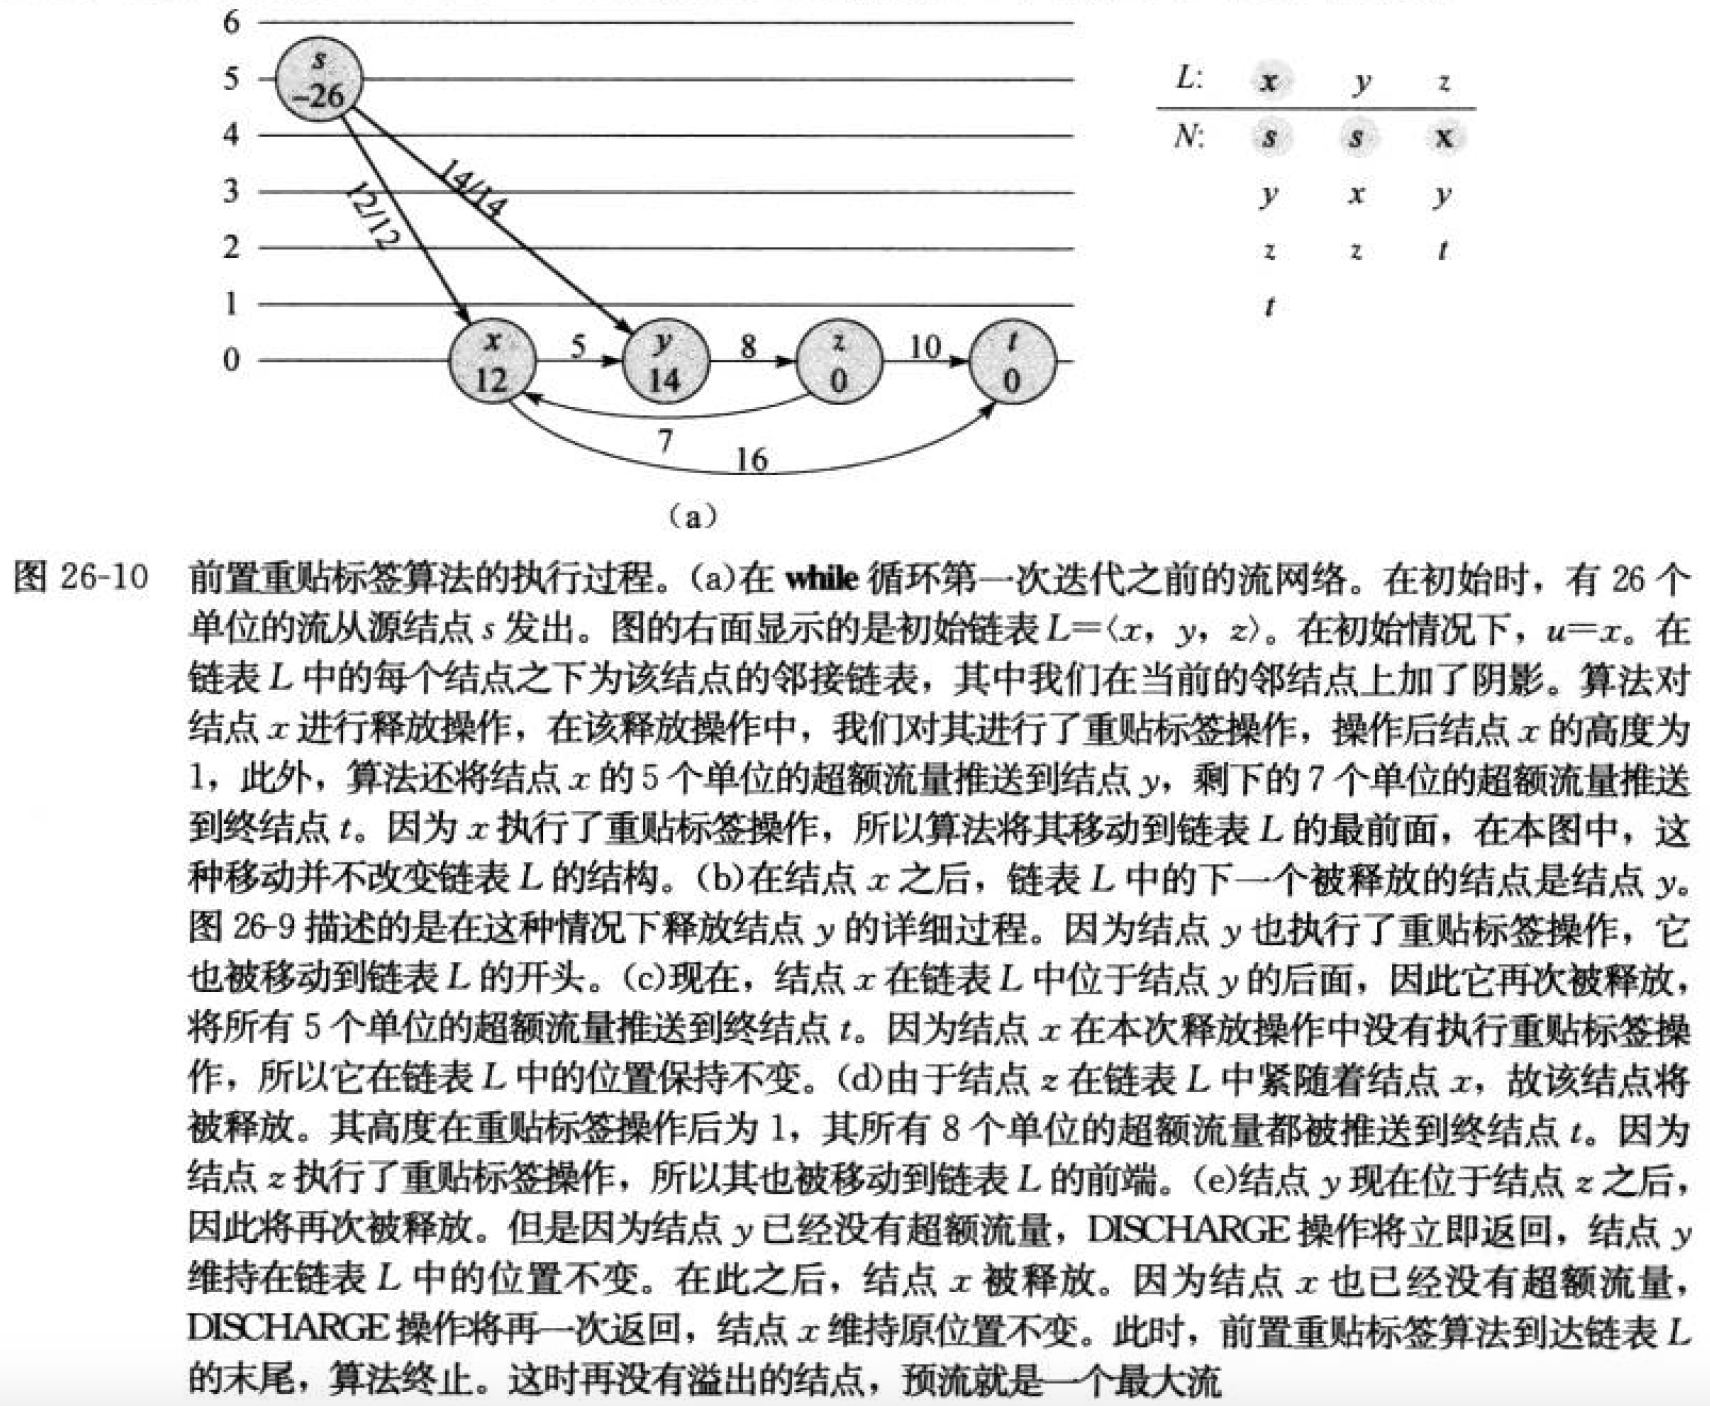 6
s
5
-26
4
3
2
1
0
12/12
14/14
x
12
5
y
14
8
z
0
10
t
0
7
16
L: x y z
N: s s x
y x y
z z t
t
(a)
图 26-10 前置重贴标签算法的执行过程。(a)在 while 循环第一次迭代之前的流网络。在初始时，有 26 个
单位的流从源结点 s 发出。图的右面显示的是初始链表 L=⟨x, y, z⟩。在初始情况下，u=x。在
链表 L 中的每个结点之下为该结点的邻接链表，其中我们在当前的邻结点上加了阴影。算法对
结点 x 进行释放操作，在该释放操作中，我们对其进行了重贴标签操作，操作后结点 x 的高度为
1，此外，算法还将结点 x 的 5 个单位的超额流量推送到结点 y，剩下的 7 个单位的超额流量推送
到终结点 t。因为 x 执行了重贴标签操作，所以算法将其移动到链表 L 的最前面，在本图中，这
种移动并不改变链表 L 的结构。(b)在结点 x 之后，链表 L 中的下一个被释放的结点是结点 y。
图 26-9 描述的是在这种情况下释放结点 y 的详细过程。因为结点 y 也执行了重贴标签操作，它
也被移动到链表 L 的开头。(c)现在，结点 x 在链表 L 中位于结点 y 的后面，因此它再次被释放，
将所有 5 个单位的超额流量推送到终结点 t。因为结点 x 在本次释放操作中没有执行重贴标签操
作，所以它在链表 L 中的位置保持不变。(d)由于结点 z 在链表 L 中紧随着结点 x，故该结点将
被释放。其高度在重贴标签操作后为 1，其所有 8 个单位的超额流量都被推送到终结点 t。因为
结点 z 执行了重贴标签操作，所以其也被移动到链表 L 的前端。(e)结点 y 现在位于结点 z 之后，
因此将再次被释放。但是因为结点 y 已经没有超额流量，DISCHARGE 操作将立即返回，结点 y
维持在链表 L 中的位置不变。在此之后，结点 x 被释放。因为结点 x 也已经没有超额流量，
DISCHARGE 操作将再一次返回，结点 x 维持原位置不变。此时，前置重贴标签算法到达链表 L
的末尾，算法终止。这时再没有溢出的结点，预流就是一个最大流